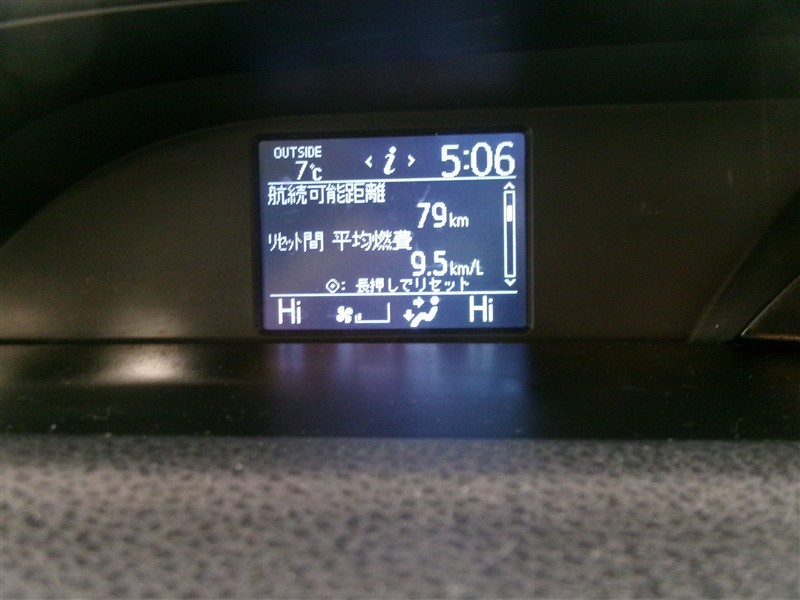 OUTSIDE
7℃
< i >
5:06
航続可能距離
79km
リセット間 平均燃費
9.5km/L
: 長押しでリセット
Hi Hi